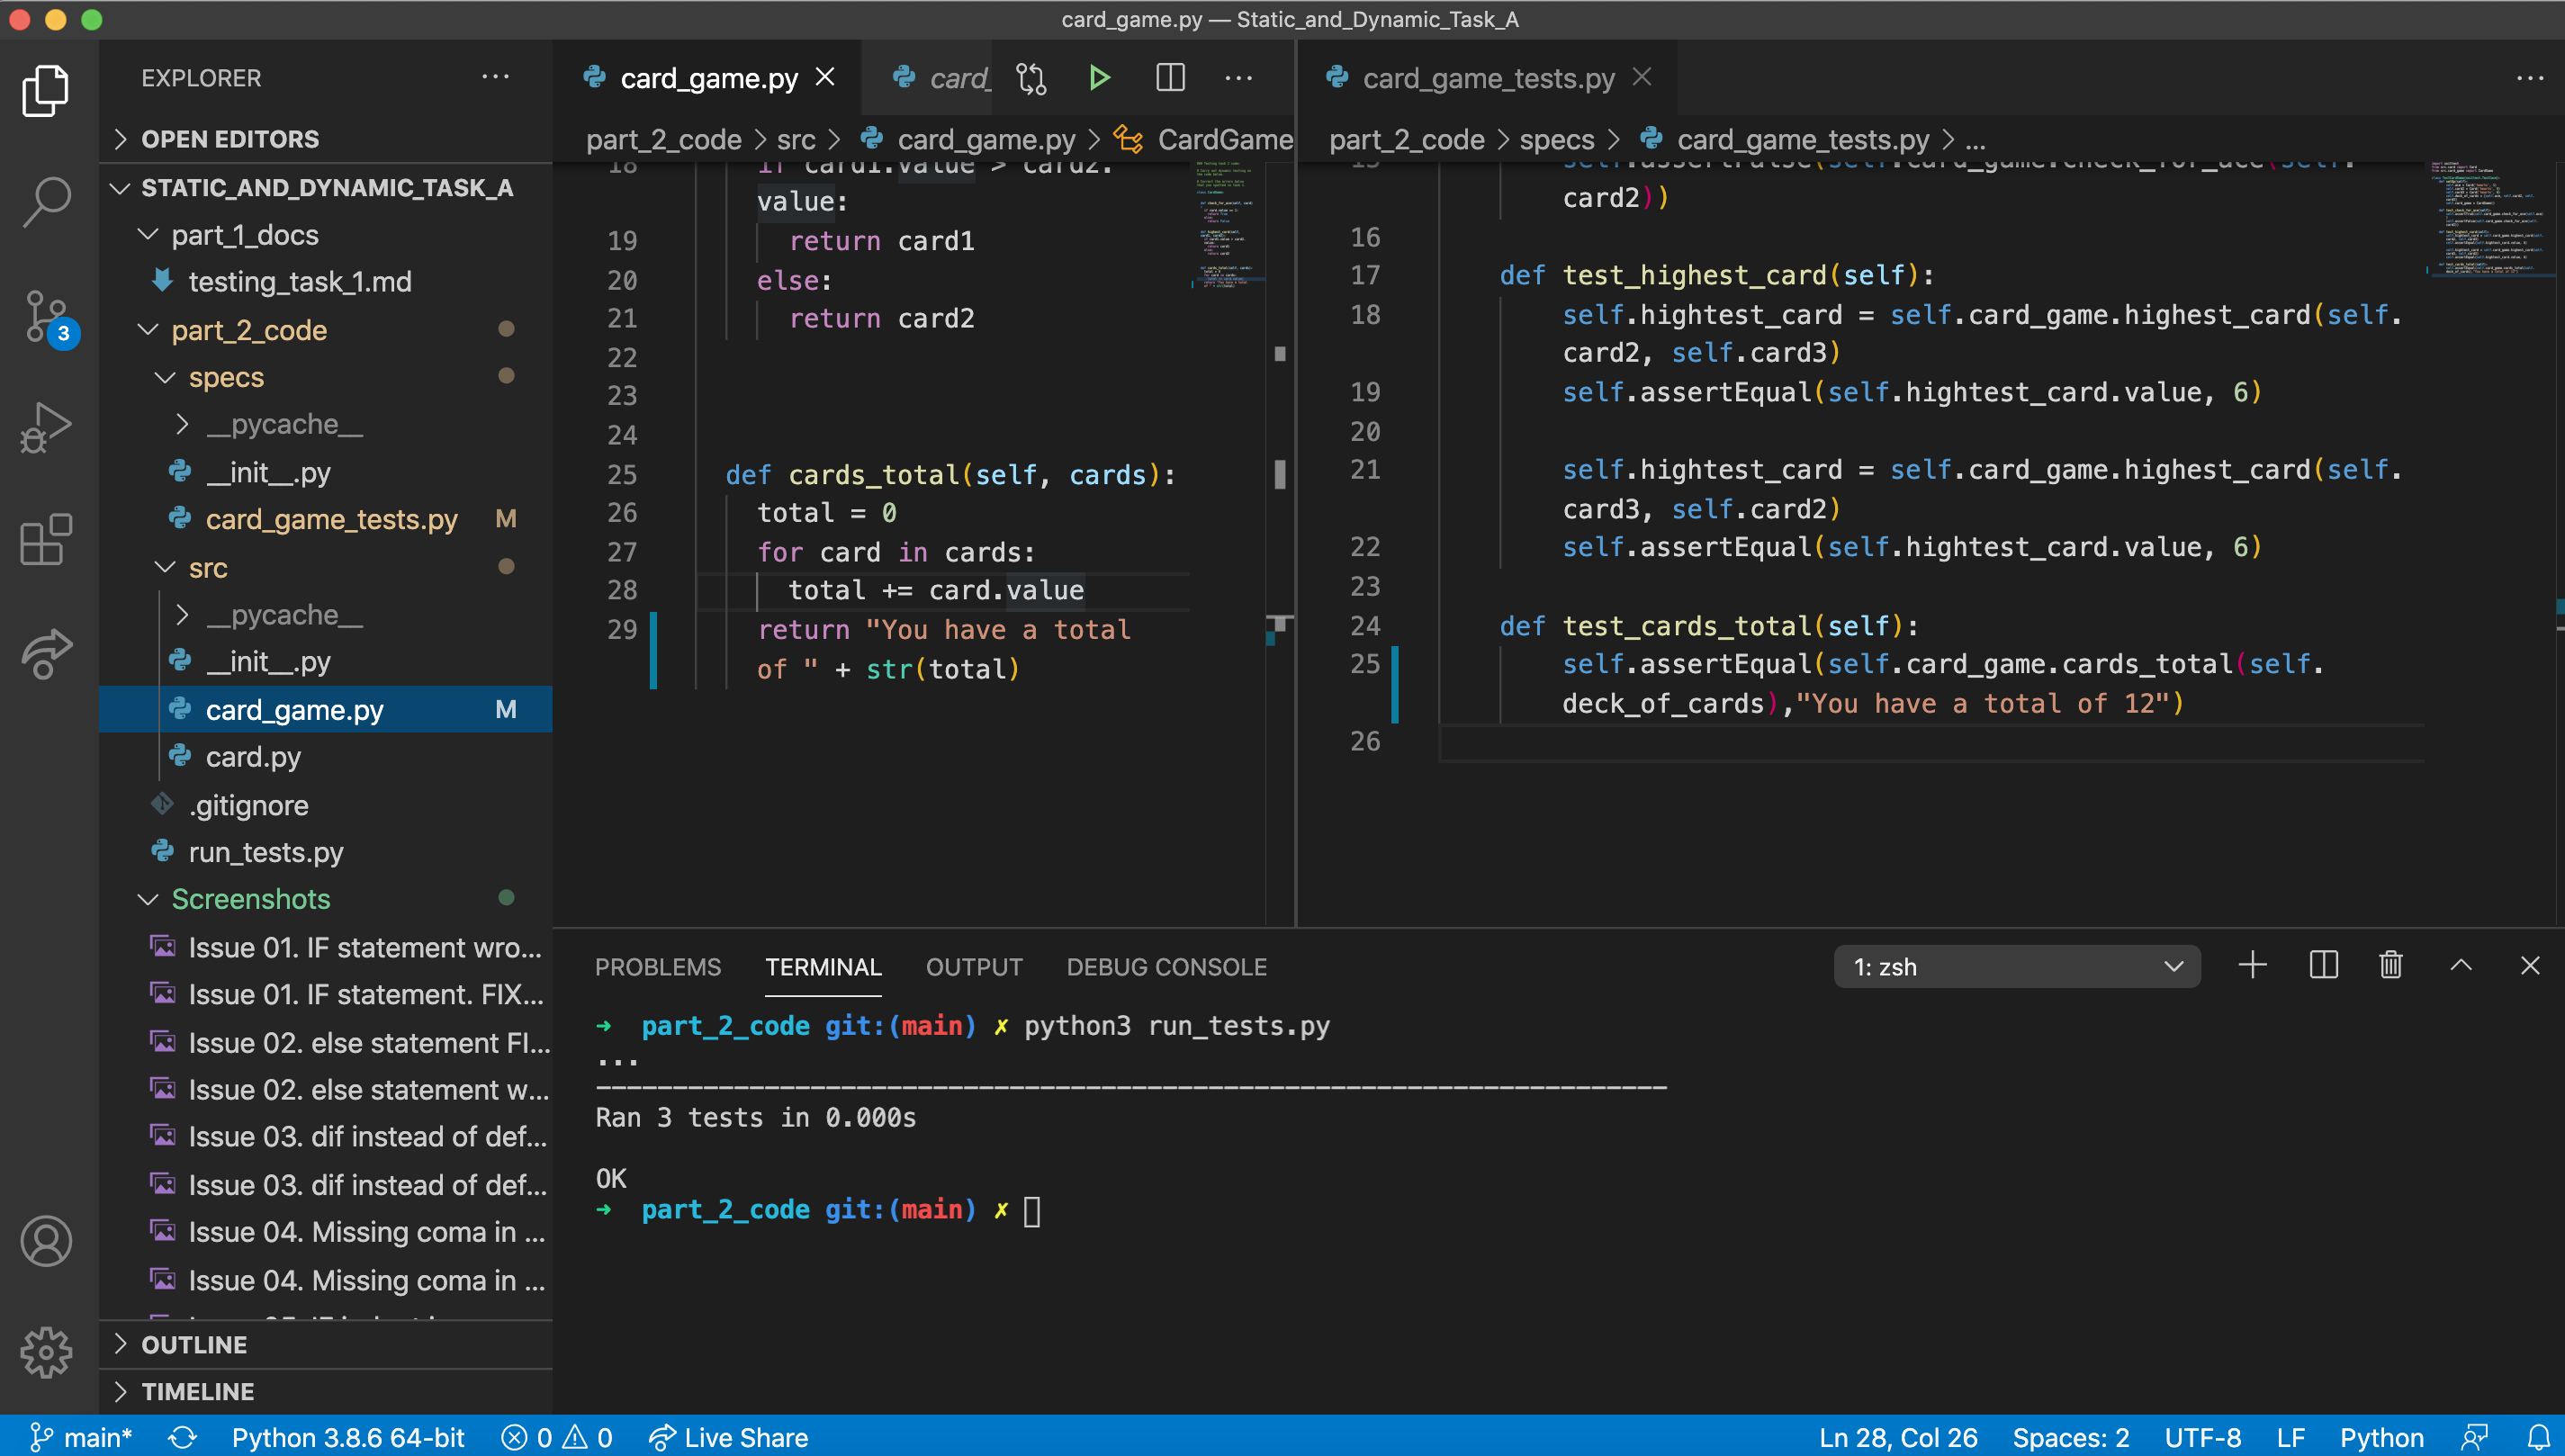 card_game.py — Static_and_Dynamic_Task_A
EXPLORER
OPEN EDITORS
STATIC_AND_DYNAMIC_TASK_A
part_1_docs
testing_task_1.md
part_2_code
specs
__pycache__
__init__.py
card_game_tests.py M
src
__pycache__
__init__.py
card_game.py M
card.py
.gitignore
run_tests.py
Screenshots
Issue 01. IF statement wro...
Issue 01. IF statement. FIX...
Issue 02. else statement FI...
Issue 02. else statement w...
Issue 03. dif instead of def...
Issue 03. dif instead of def...
Issue 04. Missing coma in ...
Issue 04. Missing coma in ...
OUTLINE
TIMELINE
3
card_game.py
card_
part_2_code > src > card_game.py > CardGame
18 if card1.value > card2.
value:
19 return card1
20 else:
21 return card2
22
23
24
25 def cards_total(self, cards):
26 total = 0
27 for card in cards:
28 total += card.value
29 return "You have a total
of " + str(total)
card_game_tests.py
part_2_code > specs > card_game_tests.py > ...
15 self.assertFalse(self.card_game.check_for_ace(self.
card2))
16
17 def test_highest_card(self):
18 self.hightest_card = self.card_game.highest_card(self.
card2, self.card3)
19 self.assertEqual(self.hightest_card.value, 6)
20
21 self.hightest_card = self.card_game.highest_card(self.
card3, self.card2)
22 self.assertEqual(self.hightest_card.value, 6)
23
24 def test_cards_total(self):
25 self.assertEqual(self.card_game.cards_total(self.
deck_of_cards),"You have a total of 12")
26
PROBLEMS TERMINAL OUTPUT DEBUG CONSOLE
1: zsh
➜ part_2_code git:(main) ✗ python3 run_tests.py
...
----------------------------------------------------------------------
Ran 3 tests in 0.000s
OK
➜ part_2_code git:(main) ✗
main* Python 3.8.6 64-bit 0 0 Live Share
Ln 28, Col 26 Spaces: 2 UTF-8 LF Python